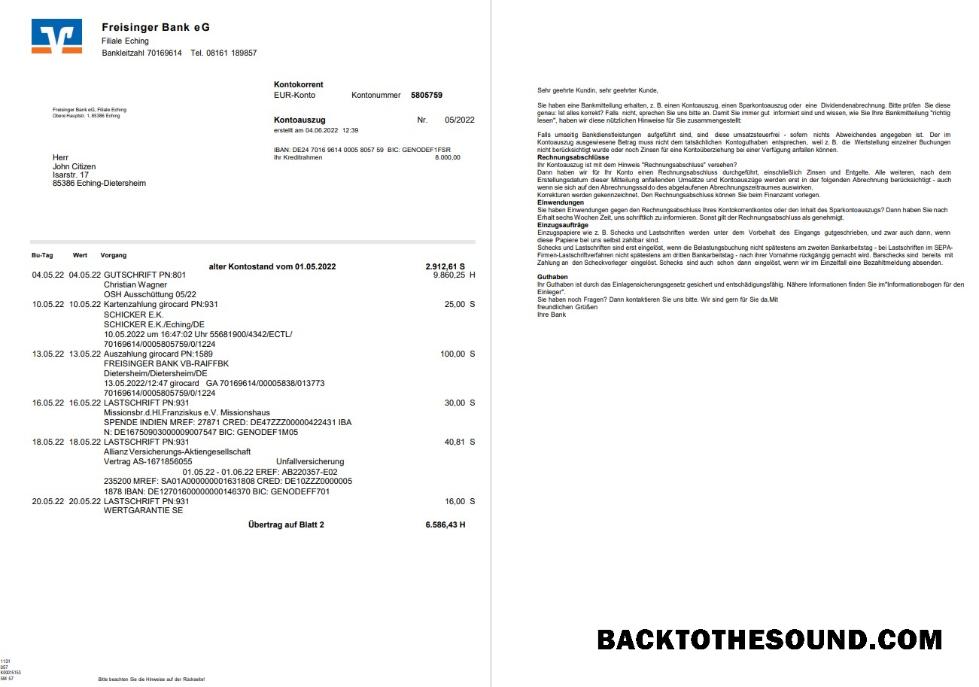 Freisinger Bank eG
Filiale Eching
Bankleitzahl 70169614 Tel. 08161 189857
Kontokorrent
EUR-Konto Kontonummer 5805759
Freisinger Bank eG, Filiale Eching
Obere Hauptstr. 1, 85386 Eching
Kontoauszug Nr. 05/2022
erstellt am 04.06.2022 12:39
IBAN: DE24 7016 9614 0005 8057 59 BIC: GENODEF1FSR
Ihr Kreditrahmen 8.000,00
Herr
John Citizen
Isarstr. 17
85386 Eching-Dietersheim
Bu-Tag Wert Vorgang
alter Kontostand vom 01.05.2022 2.912,61 S
04.05.22 04.05.22 GUTSCHRIFT PN:801 9.860,25 H
Christian Wagner
OSH Ausschüttung 05/22
10.05.22 10.05.22 Kartenzahlung girocard PN:931 25,00 S
SCHICKER E.K.
SCHICKER E.K./Eching/DE
10.05.2022 um 16:47:02 Uhr 55681900/4342/ECTL/
70169614/0005805759/0/1224
13.05.22 13.05.22 Auszahlung girocard PN:1589 100,00 S
FREISINGER BANK VB-RAIFFBK
Dietersheim/Dietersheim/DE
13.05.2022/12:47 girocard GA 70169614/00005838/013773
70169614/0005805759/0/1224
16.05.22 16.05.22 LASTSCHRIFT PN:931 30,00 S
Missionsbr.d.Hl.Franziskus e.V. Missionshaus
SPENDE INDIEN MREF: 27871 CRED: DE47ZZZ00000422431 IBA
N: DE16750903000009007547 BIC: GENODEF1M05
18.05.22 18.05.22 LASTSCHRIFT PN:931 40,81 S
Allianz Versicherungs-Aktiengesellschaft
Vertrag AS-1671856055 Unfallversicherung
01.05.22 - 01.06.22 EREF: AB220357-E02
235200 MREF: SA01A00000001631808 CRED: DE10ZZZ0000005
1878 IBAN: DE12701600000000146370 BIC: GENODEFF701
20.05.22 20.05.22 LASTSCHRIFT PN:931 16,00 S
WERTGARANTIE SE
Übertrag auf Blatt 2 6.586,43 H
Bitte beachten Sie die Hinweise auf der Rückseite!
Sehr geehrte Kundin, sehr geehrter Kunde,
Sie haben eine Bankmitteilung erhalten, z. B. einen Kontoauszug, einen Sparkontoauszug oder eine Dividendenabrechnung. Bitte prüfen Sie diese
genau: Ist alles korrekt? Falls nicht, sprechen Sie uns bitte an. Damit Sie immer gut informiert sind und wissen, wie Sie Ihre Bankmitteilung "richtig
lesen", haben wir diese nützlichen Hinweise für Sie zusammengestellt:
Falls umseitig Bankdienstleistungen aufgeführt sind, sind diese umsatzsteuerfrei - sofern nichts Abweichendes angegeben ist. Der im
Kontoauszug ausgewiesene Betrag muss nicht dem tatsächlichen Kontoguthaben entsprechen, weil z. B. die Wertstellung einzelner Buchungen
nicht berücksichtigt wurde oder noch Zinsen für eine Kontoüberziehung bei einer Verfügung anfallen können.
Rechnungsabschlüsse
Ihr Kontoauszug ist mit dem Hinweis "Rechnungsabschluss" versehen?
Dann haben wir für Ihr Konto einen Rechnungsabschluss durchgeführt, einschließlich Zinsen und Entgelte. Alle weiteren, nach dem
Erstellungsdatum dieser Mitteilung anfallenden Umsätze und Kontoauszüge werden erst in der folgenden Abrechnung berücksichtigt - auch
wenn sie sich auf den Abrechnungssaldo des abgelaufenen Abrechnungszeitraumes auswirken.
Korrekturen werden gekennzeichnet. Den Rechnungsabschluss können Sie beim Finanzamt vorlegen.
Einwendungen
Sie haben Einwendungen gegen den Rechnungsabschluss Ihres Kontokorrentkontos oder den Inhalt des Sparkontoauszugs? Dann haben Sie nach
Erhalt sechs Wochen Zeit, uns schriftlich zu informieren. Sonst gilt der Rechnungsabschluss als genehmigt.
Einzugsaufträge
Einzugspapiere wie z. B. Schecks und Lastschriften werden unter dem Vorbehalt des Eingangs gutgeschrieben, und zwar auch dann, wenn
diese Papiere bei uns selbst zahlbar sind.
Schecks und Lastschriften sind erst eingelöst, wenn die Belastungsbuchung nicht spätestens am zweiten Bankarbeitstag - bei Lastschriften im SEPA-
Firmen-Lastschriftverfahren nicht spätestens am dritten Bankarbeitstag - nach ihrer Vornahme rückgängig gemacht wird. Barschecks sind bereits mit
Zahlung an den Scheckvorleger eingelöst. Schecks sind auch schon dann eingelöst, wenn wir im Einzelfall eine Bezahltmeldung absenden.
Guthaben
Ihr Guthaben ist durch das Einlagensicherungsgesetz gesichert und entschädigungsfähig. Nähere Informationen finden Sie im"Informationsbogen für den
Einleger".
Sie haben noch Fragen? Dann kontaktieren Sie uns bitte. Wir sind gern für Sie da.Mit
freundlichen Grüßen
Ihre Bank
BACKTOTHESOUND.COM